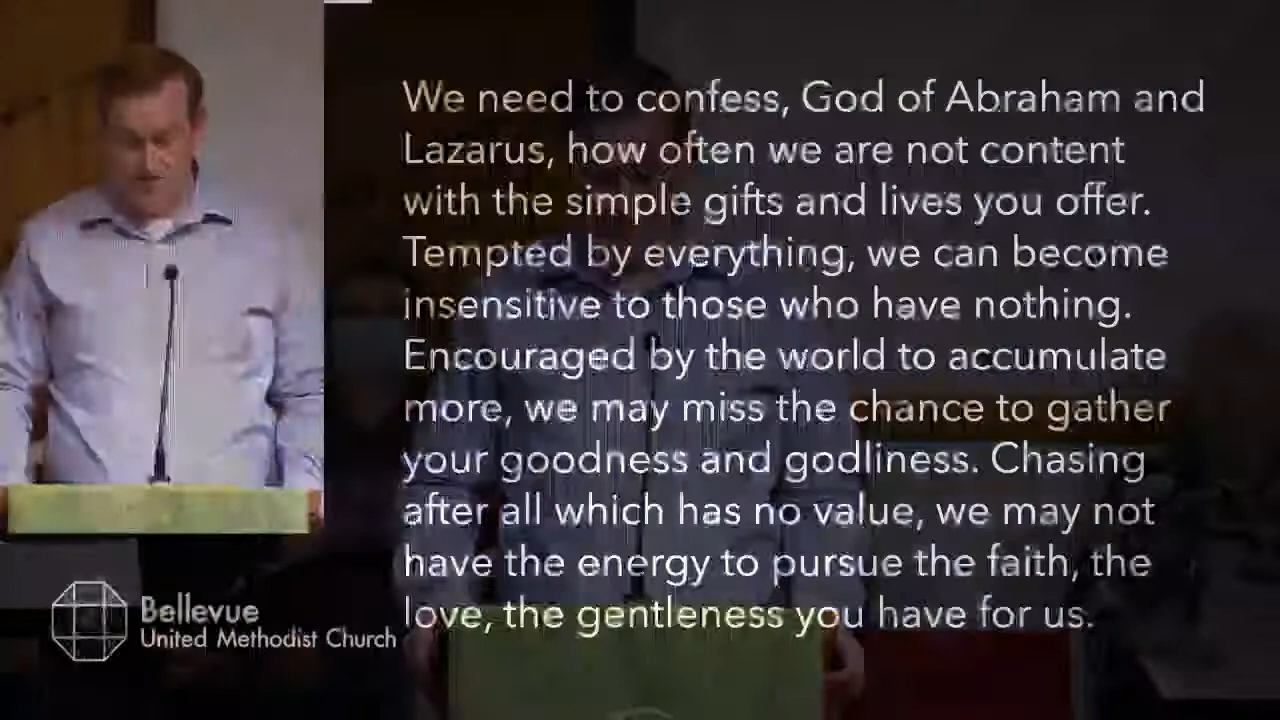 We need to confess, God of Abraham and
Lazarus, how often we are not content
with the simple gifts and lives you offer.
Tempted by everything, we can become
insensitive to those who have nothing.
Encouraged by the world to accumulate
more, we may miss the chance to gather
your goodness and godliness. Chasing
after all which has no value, we may not
have the energy to pursue the faith, the
love, the gentleness you have for us.
Bellevue
United Methodist Church